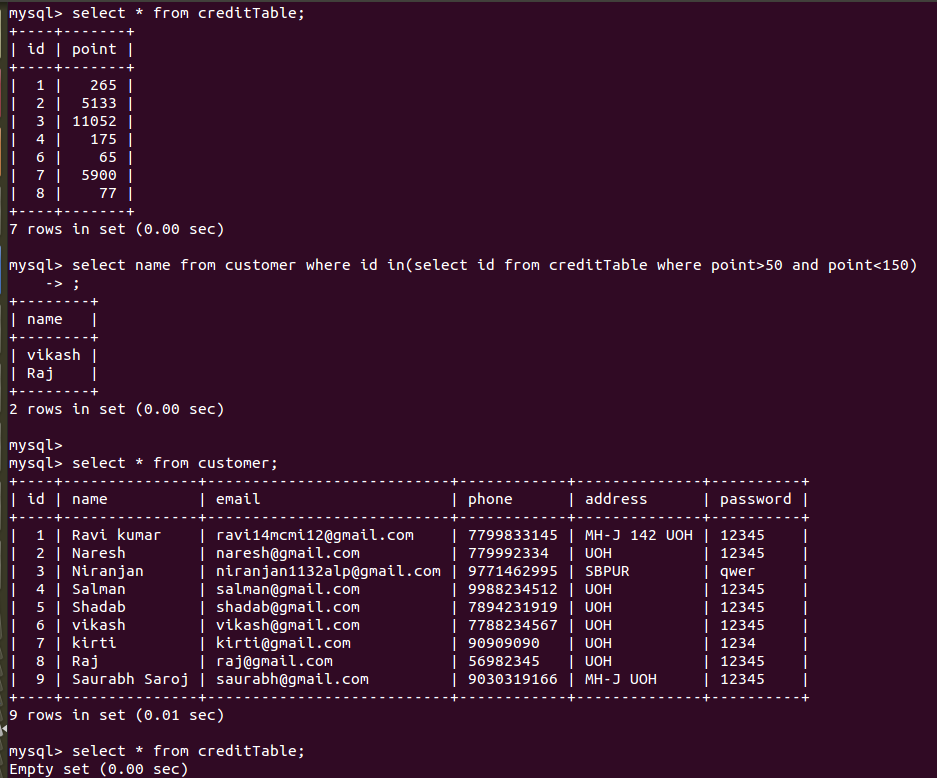 mysql> select * from creditTable;
+----+-------+
| id | point |
+----+-------+
|  1 |   265 |
|  2 |  5133 |
|  3 | 11052 |
|  4 |   175 |
|  6 |    65 |
|  7 |  5900 |
|  8 |    77 |
+----+-------+
7 rows in set (0.00 sec)

mysql> select name from customer where id in(select id from creditTable where point>50 and point<150)
    -> ;
+--------+
| name   |
+--------+
| vikash |
| Raj    |
+--------+
2 rows in set (0.00 sec)

mysql>
mysql> select * from customer;
+----+---------------+---------------------------+------------+--------------+----------+
| id | name          | email                     | phone      | address      | password |
+----+---------------+---------------------------+------------+--------------+----------+
|  1 | Ravi kumar    | ravi14mcmi12@gmail.com    | 7799833145 | MH-J 142 UOH | 12345    |
|  2 | Naresh        | naresh@gmail.com          | 779992334  | UOH          | 12345    |
|  3 | Niranjan      | niranjan1132alp@gmail.com | 9771462995 | SBPUR        | qwer     |
|  4 | Salman        | salman@gmail.com          | 9988234512 | UOH          | 12345    |
|  5 | Shadab        | shadab@gmail.com          | 7894231919 | UOH          | 12345    |
|  6 | vikash        | vikash@gmail.com          | 7788234567 | UOH          | 12345    |
|  7 | kirti         | kirti@gmail.com           | 90909090   | UOH          | 1234     |
|  8 | Raj           | raj@gmail.com             | 56982345   | UOH          | 12345    |
|  9 | Saurabh Saroj | saurabh@gmail.com         | 9030319166 | MH-J UOH     | 12345    |
+----+---------------+---------------------------+------------+--------------+----------+
9 rows in set (0.01 sec)

mysql> select * from creditTable;
Empty set (0.00 sec)